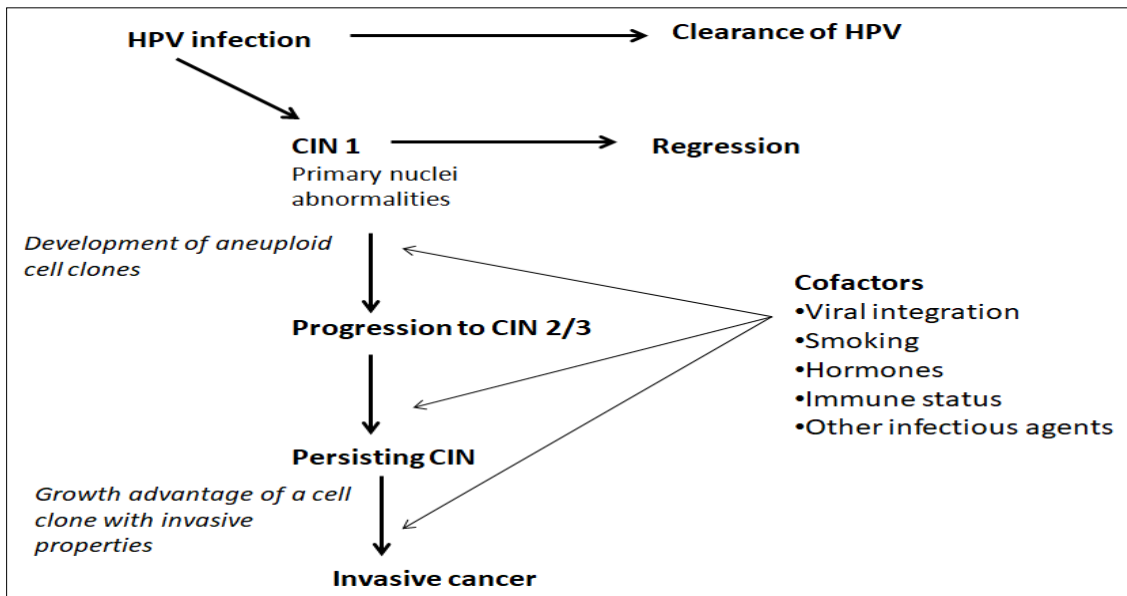 HPV infection
Clearance of HPV
CIN 1
Regression
Primary nuclei
abnormalities
Development of aneuploid
cell clones
Cofactors
•Viral integration
•Smoking
•Hormones
•Immune status
•Other infectious agents
Progression to CIN 2/3
Persisting CIN
Growth advantage of a cell
clone with invasive
properties
Invasive cancer